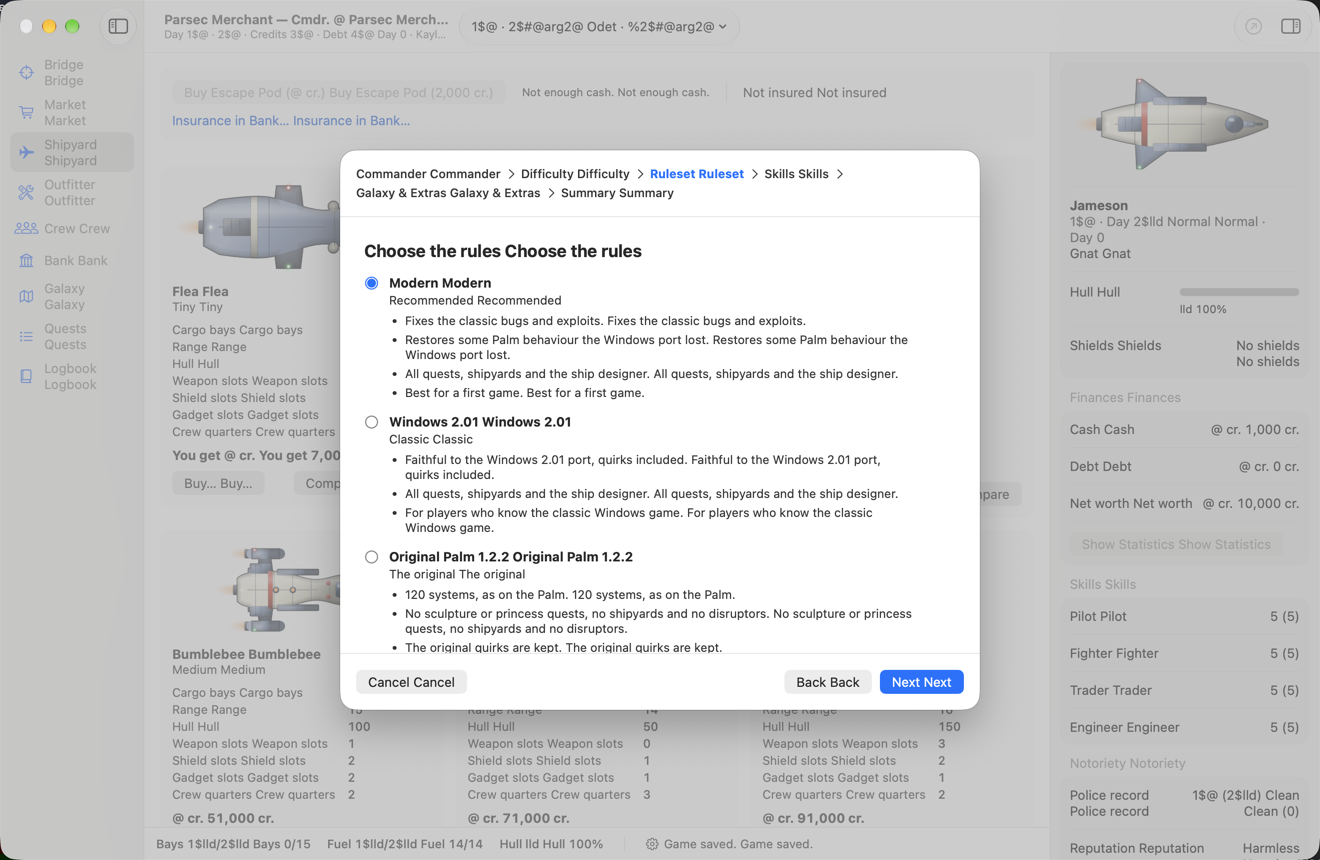 Parsec Merchant — Cmdr. @ Parsec Merch...
Day 1$@ · 2$@ · Credits 3$@ · Debt 4$@ Day 0 · Kayl...
1$@ · 2$#@arg2@ Odet · %2$#@arg2@
Bridge
Bridge
Market
Market
Shipyard
Shipyard
Outfitter
Outfitter
Crew Crew
Bank Bank
Galaxy
Galaxy
Quests
Quests
Logbook
Logbook
Buy Escape Pod (@ cr.) Buy Escape Pod (2,000 cr.)
Not enough cash. Not enough cash.
Not insured Not insured
Insurance in Bank... Insurance in Bank...
Flea Flea
Tiny Tiny
Cargo bays Cargo bays
Range Range
Hull Hull
Weapon slots Weapon slots
Shield slots Shield slots
Gadget slots Gadget slots
Crew quarters Crew quarters
You get @ cr. You get 7,00
Buy... Buy...
Comp
pare
Bumblebee Bumblebee
Medium Medium
Cargo bays Cargo bays
Range Range 15
Hull Hull 100
Weapon slots Weapon slots 1
Shield slots Shield slots 2
Gadget slots Gadget slots 2
Crew quarters Crew quarters 2
@ cr. 51,000 cr.
Range Range 14
Hull Hull 50
Weapon slots Weapon slots 0
Shield slots Shield slots 1
Gadget slots Gadget slots 1
Crew quarters Crew quarters 3
@ cr. 71,000 cr.
Range Range 16
Hull Hull 150
Weapon slots Weapon slots 3
Shield slots Shield slots 2
Gadget slots Gadget slots 1
Crew quarters Crew quarters 2
@ cr. 91,000 cr.
Commander Commander > Difficulty Difficulty > Ruleset Ruleset > Skills Skills >
Galaxy & Extras Galaxy & Extras > Summary Summary
Choose the rules Choose the rules
Modern Modern
Recommended Recommended
• Fixes the classic bugs and exploits. Fixes the classic bugs and exploits.
• Restores some Palm behaviour the Windows port lost. Restores some Palm behaviour the
Windows port lost.
• All quests, shipyards and the ship designer. All quests, shipyards and the ship designer.
• Best for a first game. Best for a first game.
Windows 2.01 Windows 2.01
Classic Classic
• Faithful to the Windows 2.01 port, quirks included. Faithful to the Windows 2.01 port,
quirks included.
• All quests, shipyards and the ship designer. All quests, shipyards and the ship designer.
• For players who know the classic Windows game. For players who know the classic
Windows game.
Original Palm 1.2.2 Original Palm 1.2.2
The original The original
• 120 systems, as on the Palm. 120 systems, as on the Palm.
• No sculpture or princess quests, no shipyards and no disruptors. No sculpture or princess
quests, no shipyards and no disruptors.
• The original quirks are kept. The original quirks are kept.
Cancel Cancel
Back Back
Next Next
Jameson
1$@ · Day 2$lld Normal Normal ·
Day 0
Gnat Gnat
Hull Hull
lld 100%
Shields Shields No shields
No shields
Finances Finances
Cash Cash @ cr. 1,000 cr.
Debt Debt @ cr. 0 cr.
Net worth Net worth @ cr. 10,000 cr.
Show Statistics Show Statistics
Skills Skills
Pilot Pilot 5 (5)
Fighter Fighter 5 (5)
Trader Trader 5 (5)
Engineer Engineer 5 (5)
Notoriety Notoriety
Police record 1$@ (2$lld) Clean
Police record Clean (0)
Reputation Reputation Harmless
Bays 1$lld/2$lld Bays 0/15
Fuel 1$lld/2$lld Fuel 14/14
Hull lld Hull 100%
Game saved. Game saved.